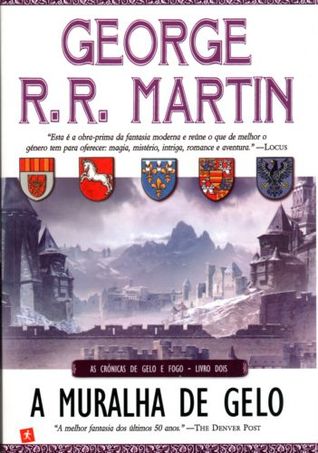 GEORGE
R.R. MARTIN
"Esta é a obra-prima da fantasia moderna e reúne o que de melhor o
género tem para oferecer: magia, mistério, intriga, romance e aventura." —LOCUS
AS CRÓNICAS DE GELO E FOGO - LIVRO DOIS
A MURALHA DE GELO
"A melhor fantasia dos últimos 50 anos." —THE DENVER POST